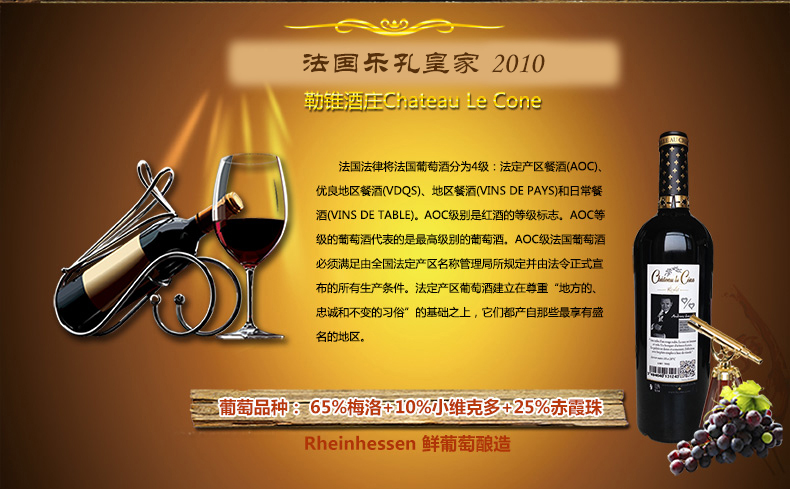 法国乐孔皇家 2010
勒锥酒庄Chateau Le Cone
法国法律将法国葡萄酒分为4级：法定产区餐酒(AOC)、
优良地区餐酒(VDQS)、地区餐酒(VINS DE PAYS)和日常餐
酒(VINS DE TABLE)。AOC级别是红酒的等级标志。AOC等
级的葡萄酒代表的是最高级别的葡萄酒。AOC级法国葡萄酒
必须满足由全国法定产区名称管理局所规定并由法令正式宣
布的所有生产条件。法定产区葡萄酒建立在尊重“地方的、
忠诚和不变的习俗”的基础之上，它们都产自那些最享有盛
名的地区。
Chateau le Cone
葡萄品种： 65%梅洛+10%小维克多+25%赤霞珠
Rheinhessen 鲜葡萄酿造